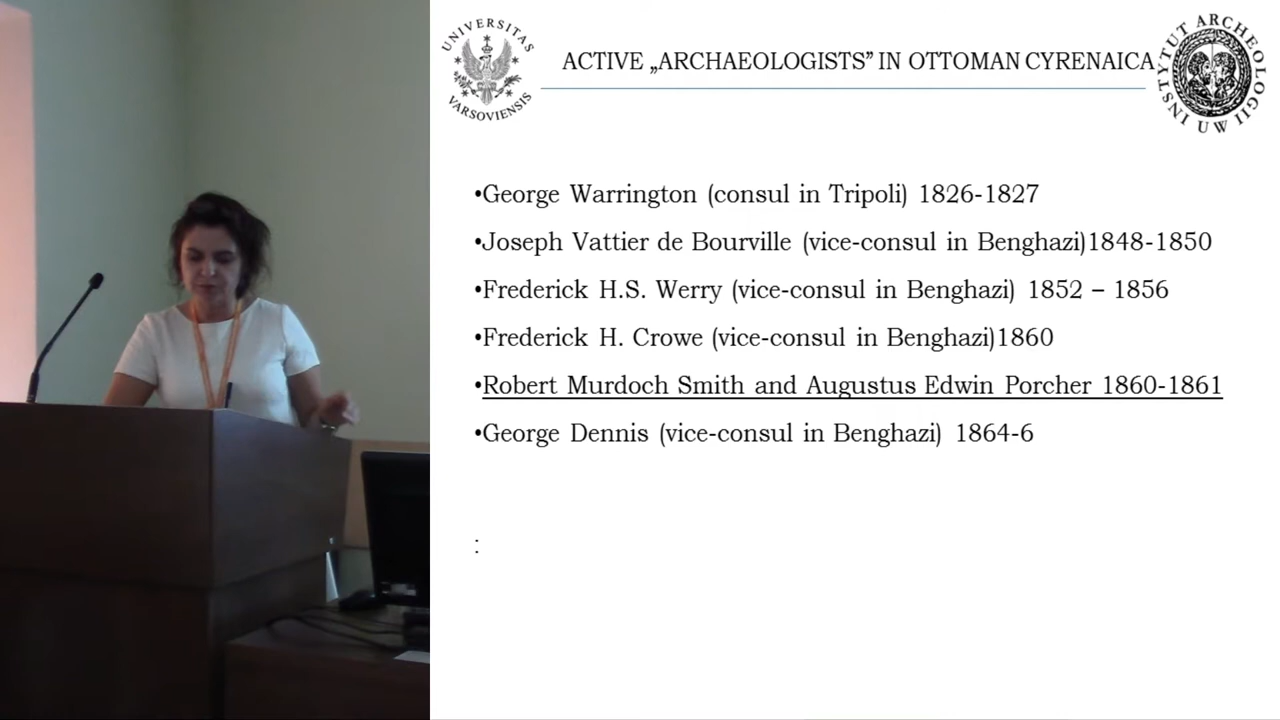 UNIVERSITAS VARSOVIENSIS
ACTIVE „ARCHAEOLOGISTS” IN OTTOMAN CYRENAICA
INSTYTUT ARCHEOLOGII UW
•George Warrington (consul in Tripoli) 1826-1827
•Joseph Vattier de Bourville (vice-consul in Benghazi)1848-1850
•Frederick H.S. Werry (vice-consul in Benghazi) 1852 – 1856
•Frederick H. Crowe (vice-consul in Benghazi)1860
•Robert Murdoch Smith and Augustus Edwin Porcher 1860-1861
•George Dennis (vice-consul in Benghazi) 1864-6
: